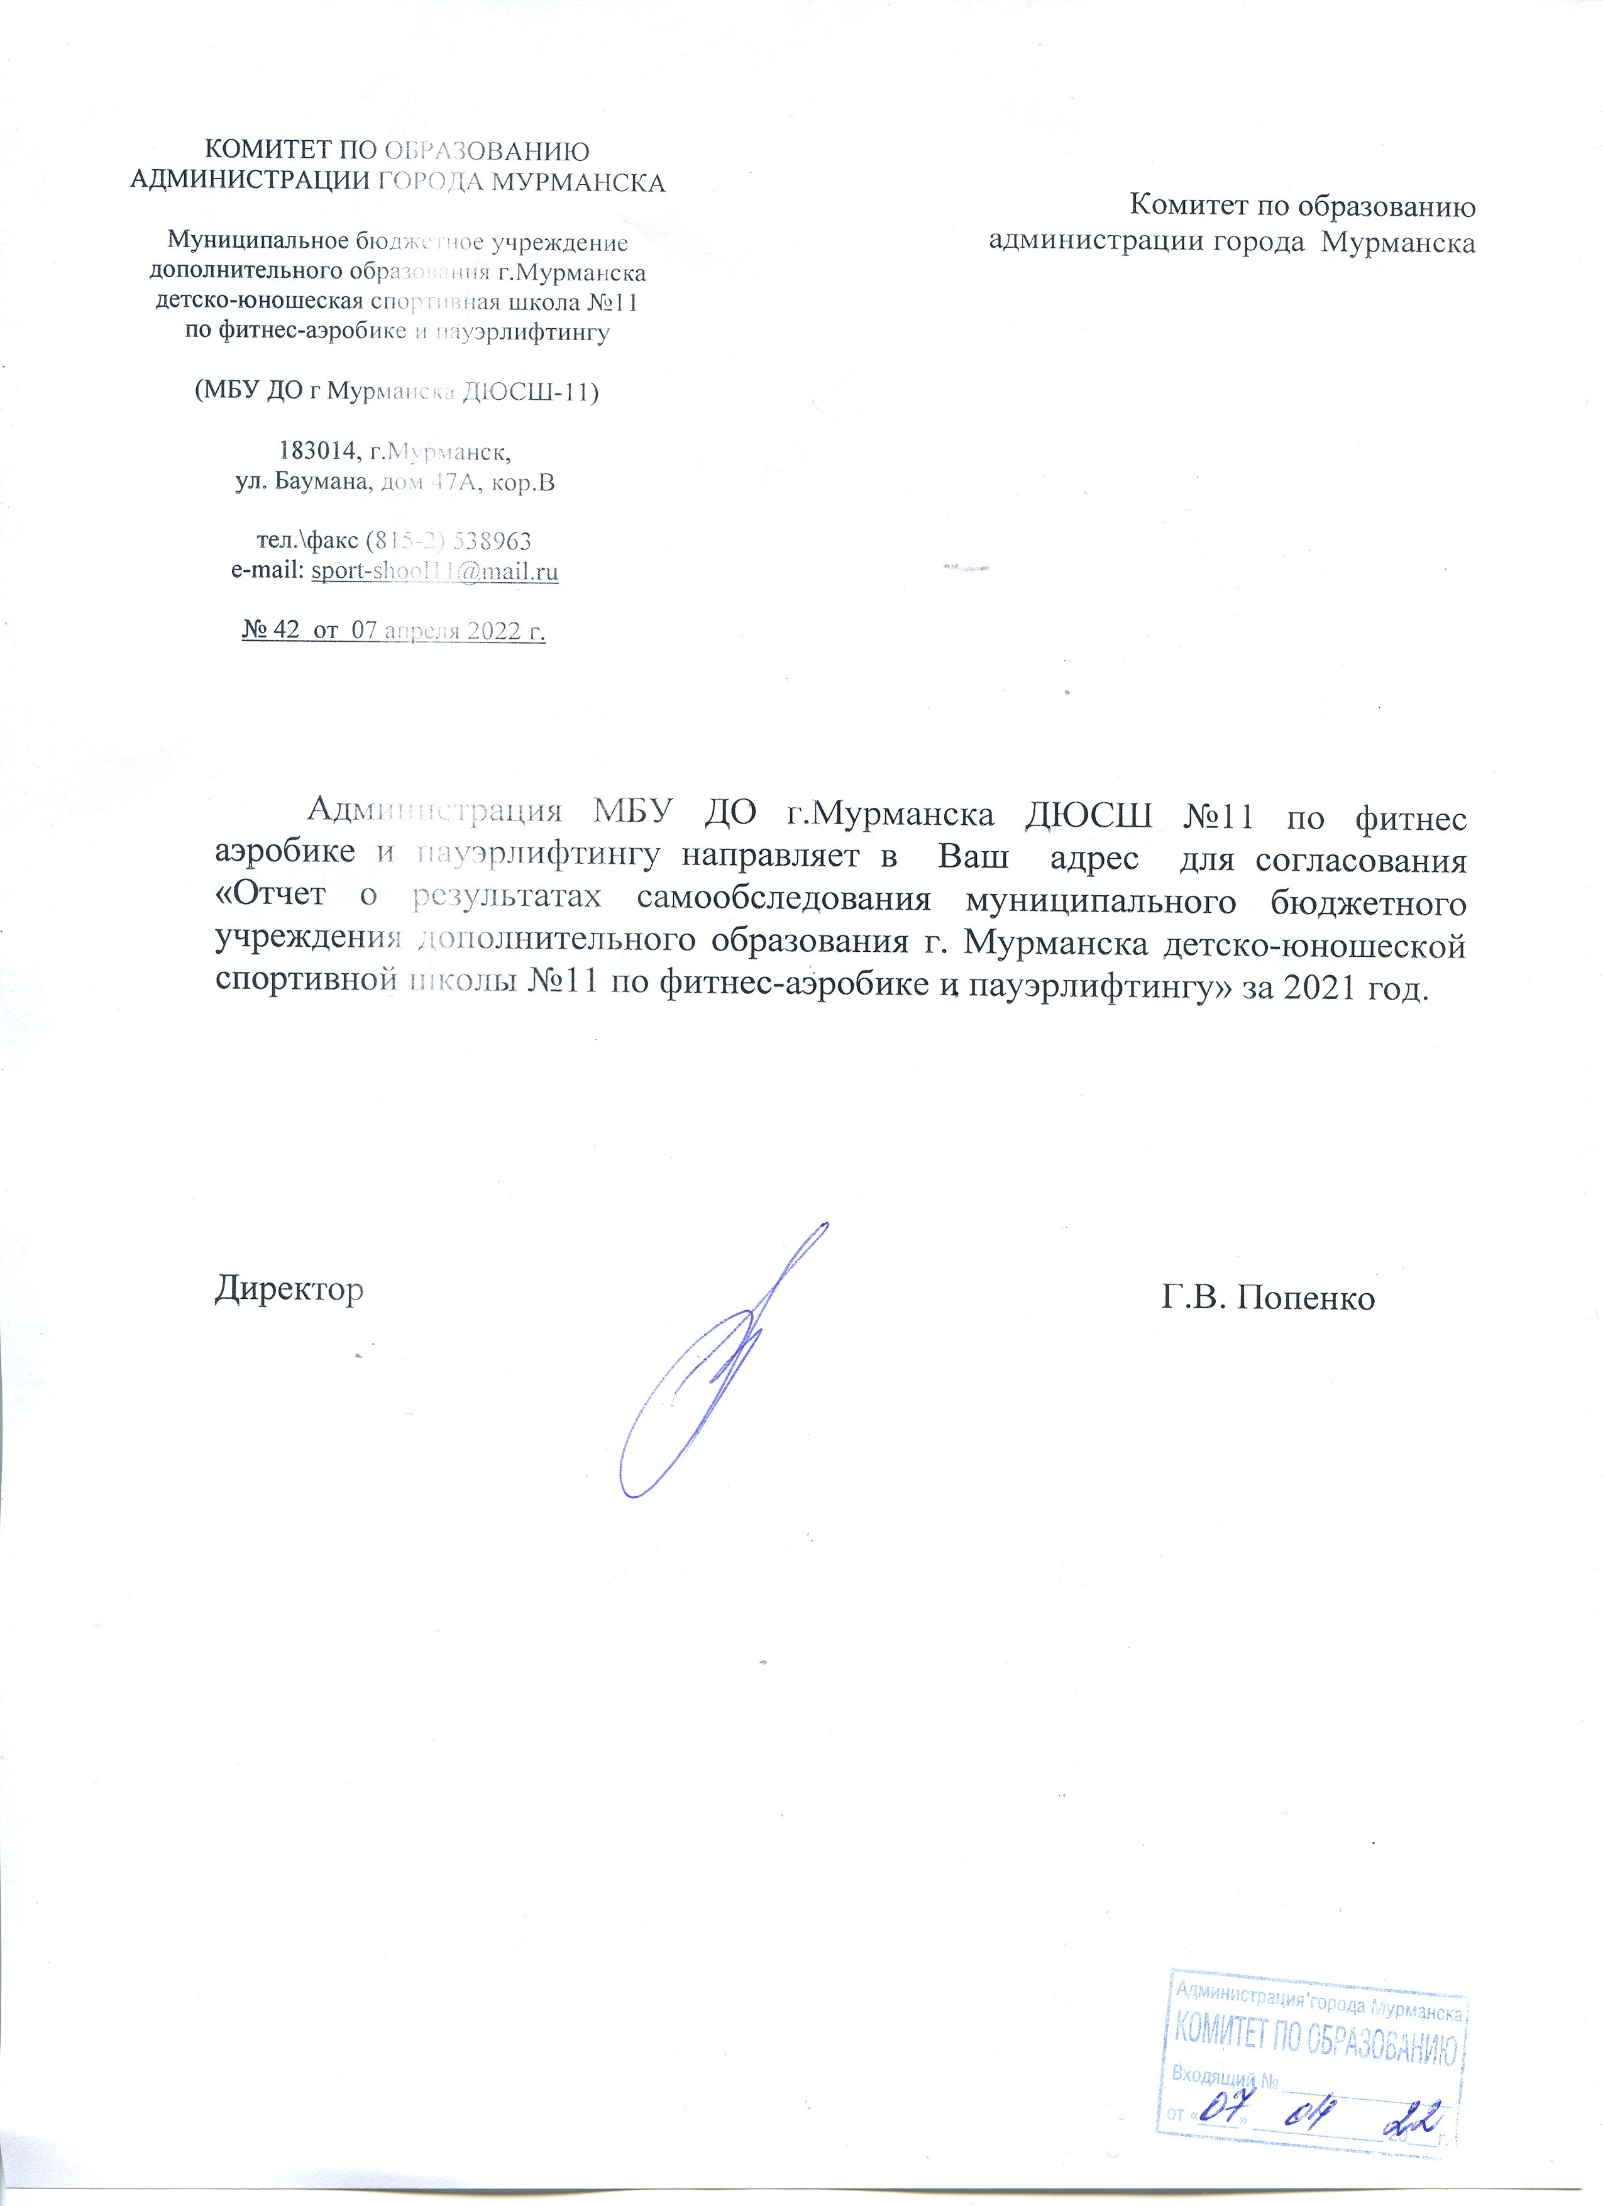 КОМИТЕТ ПО ОБРАЗОВАНИЮ
АДМИНИСТРАЦИИ ГОРОДА МУРМАНСКА
Муниципальное бюджетное учреждение
дополнительного образования г.Мурманска
детско-юношеская спортивная школа №11
по фитнес-аэробике и пауэрлифтингу
(МБУ ДО г Мурманска ДЮСШ-11)
183014, г.Мурманск,
ул. Баумана, дом 47А, кор.В
тел.\факс (815-2) 538963
e-mail: sport-shool11@mail.ru
№ 42 от 07 апреля 2022 г.
Комитет по образованию
администрации города Мурманска
Администрация МБУ ДО г.Мурманска ДЮСШ №11 по фитнес
аэробике и пауэрлифтингу направляет в Ваш адрес для согласования
«Отчет о результатах самообследования муниципального бюджетного
учреждения дополнительного образования г. Мурманска детско-юношеской
спортивной школы №11 по фитнес-аэробике и пауэрлифтингу» за 2021 год.
Директор Г.В. Попенко
Администрация города Мурманска
КОМИТЕТ ПО ОБРАЗОВАНИЮ
Входящий № ____
от «07» 04 2022 г.